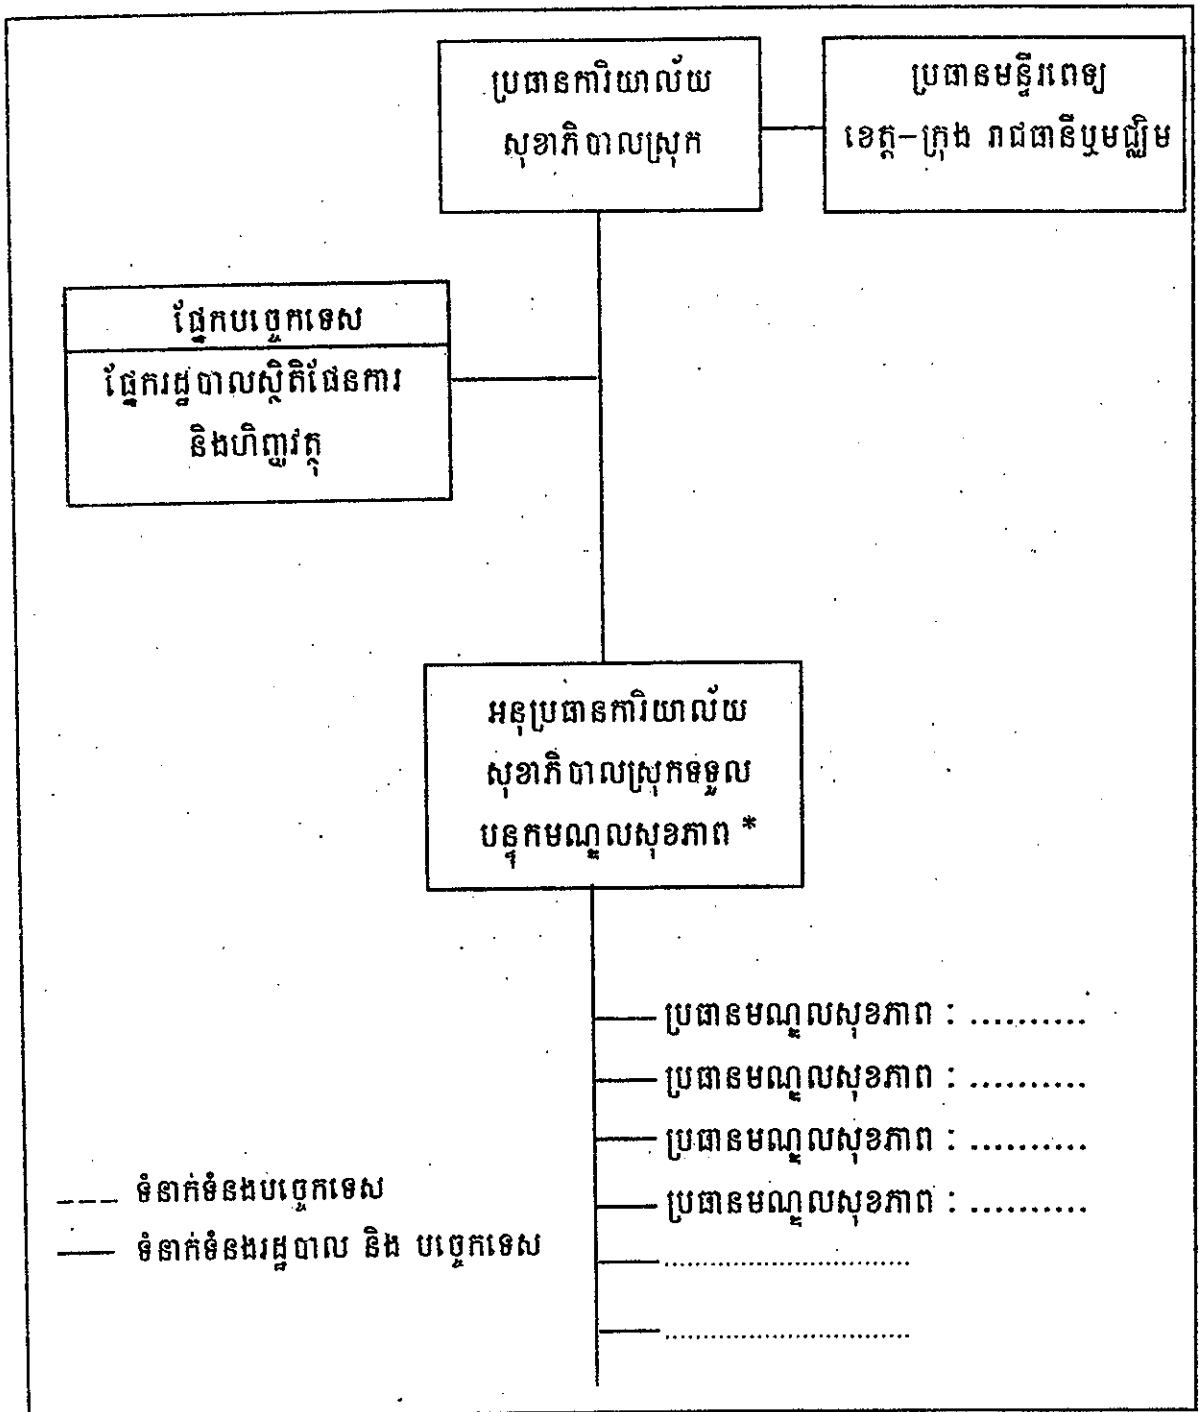 ប្រធានការិយាល័យ
សុខាភិបាលស្រុក
ប្រធានមន្ទីរពេទ្យ
ខេត្ត-ក្រុង រាជធានីឬមជ្ឈិម
ផ្នែកបច្ចេកទេស
ផ្នែករដ្ឋបាលស្ថិតិផែនការ
និងហិញ្ញវត្ថុ
អនុប្រធានការិយាល័យ
សុខាភិបាលស្រុកទទួល
បន្ទុកមណ្ឌលសុខភាព *
ប្រធានមណ្ឌលសុខភាព : ..........
ប្រធានមណ្ឌលសុខភាព : ..........
ប្រធានមណ្ឌលសុខភាព : ..........
ប្រធានមណ្ឌលសុខភាព : ..........
..............................
..............................
--- ទំនាក់ទំនងបច្ចេកទេស
— ទំនាក់ទំនងរដ្ឋបាល និង បច្ចេកទេស